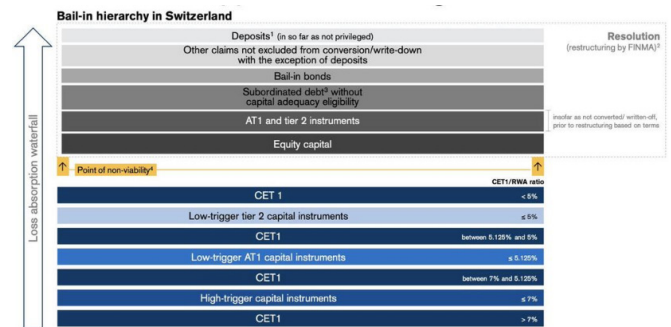 Bail-in hierarchy in Switzerland
Loss absorption waterfall
Deposits¹ (in so far as not privileged)
Resolution
(restructuring by FINMA)²
Other claims not excluded from conversion/write-down
with the exception of deposits
Bail-in bonds
Subordinated debt³ without
capital adequacy eligibility
AT1 and tier 2 instruments
insofar as not converted/ written-off,
prior to restructuring based on terms
Equity capital
Point of non-viability⁴
CET1/RWA ratio
CET 1 < 5%
Low-trigger tier 2 capital instruments ≤ 5%
CET1 between 5.125% and 5%
Low-trigger AT1 capital instruments ≤ 5.125%
CET1 between 7% and 5.125%
High-trigger capital instruments ≤ 7%
CET1 > 7%